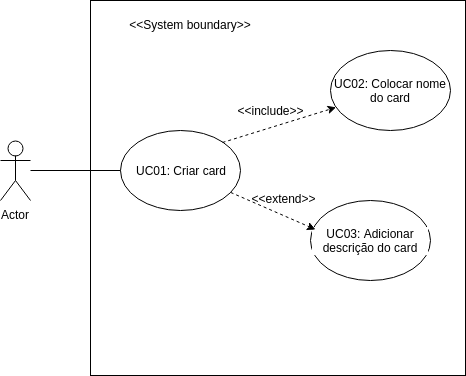 <<System boundary>>
UC02: Colocar nome
do card
<<include>>
UC01: Criar card
<<extend>>
Actor
UC03: Adicionar
descrição do card